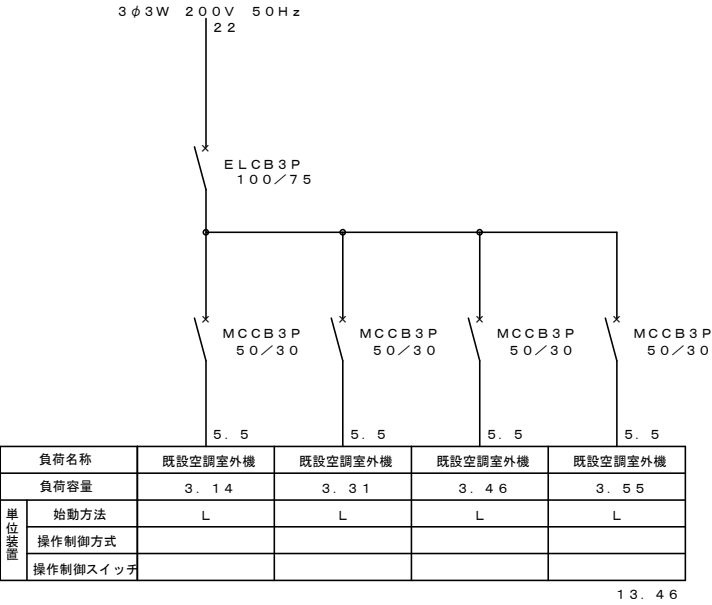 ３φ３Ｗ　２００Ｖ　５０Ｈｚ
２２
ＥＬＣＢ３Ｐ
１００／７５
ＭＣＣＢ３Ｐ　ＭＣＣＢ３Ｐ　ＭＣＣＢ３Ｐ　ＭＣＣＢ３Ｐ
５０／３０　５０／３０　５０／３０　５０／３０
５．５　５．５　５．５　５．５
負荷名称　既設空調室外機　既設空調室外機　既設空調室外機　既設空調室外機
負荷容量　３．１４　３．３１　３．４６　３．５５
単位装置
始動方法　Ｌ　Ｌ　Ｌ　Ｌ
操作制御方式
操作制御スイッチ
１３．４６